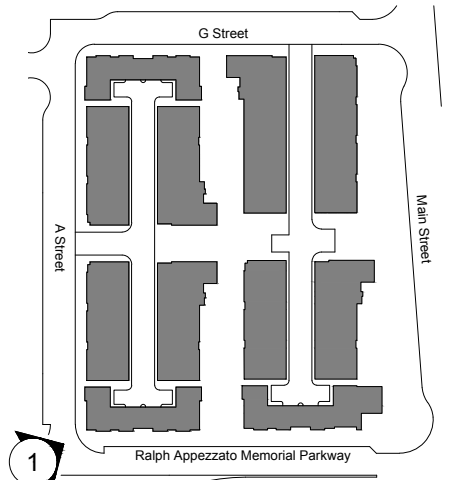 G Street
A Street
Main Street
Ralph Appezzato Memorial Parkway
1